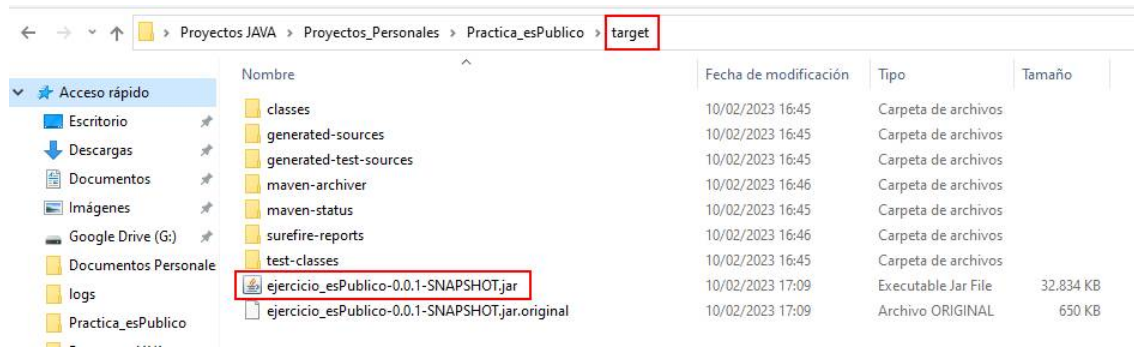 Proyectos JAVA > Proyectos_Personales > Practica_esPublico > target
Nombre Fecha de modificación Tipo Tamaño
Acceso rápido
Escritorio
Descargas
Documentos
Imágenes
Google Drive (G:)
Documentos Personale
logs
Practica_esPublico
classes 10/02/2023 16:45 Carpeta de archivos
generated-sources 10/02/2023 16:45 Carpeta de archivos
generated-test-sources 10/02/2023 16:45 Carpeta de archivos
maven-archiver 10/02/2023 16:46 Carpeta de archivos
maven-status 10/02/2023 16:45 Carpeta de archivos
surefire-reports 10/02/2023 16:46 Carpeta de archivos
test-classes 10/02/2023 16:45 Carpeta de archivos
ejercicio_esPublico-0.0.1-SNAPSHOT.jar 10/02/2023 17:09 Executable Jar File 32.834 KB
ejercicio_esPublico-0.0.1-SNAPSHOT.jar.original 10/02/2023 17:09 Archivo ORIGINAL 650 KB